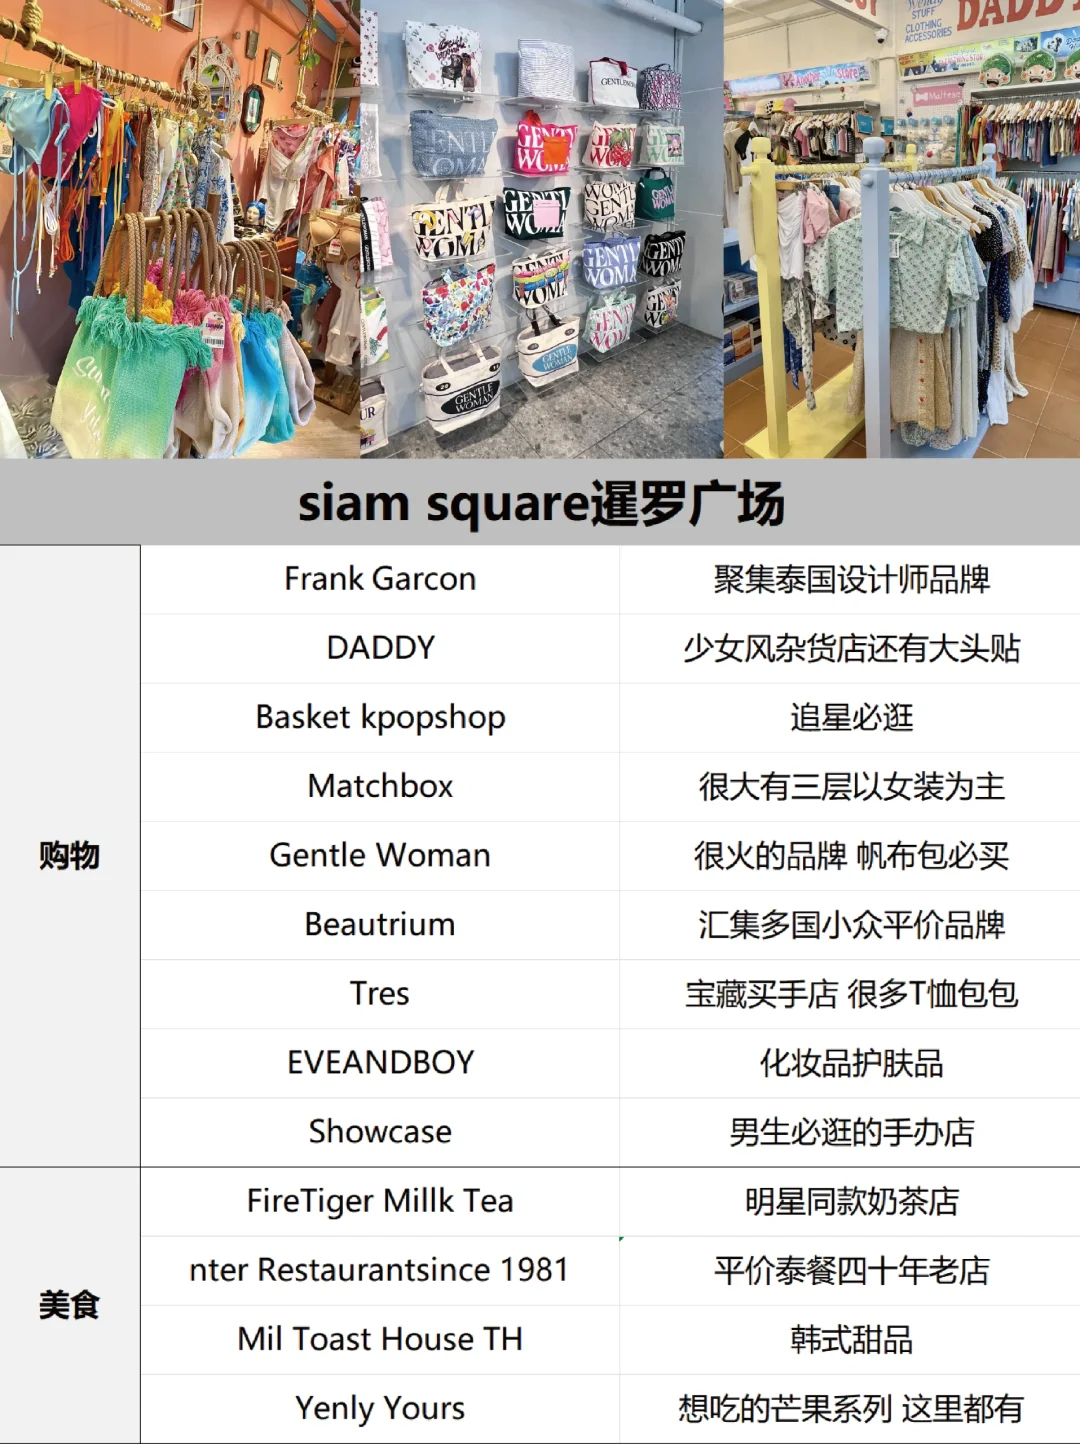 WENDY
STUFF
CLOTHING
ACCESSORIES
DADDY
Maltese
GENTLEWOMAN
GENTLE
WOMAN
siam square暹罗广场
购物
Frank Garcon 聚集泰国设计师品牌
DADDY 少女风杂货店还有大头贴
Basket kpopshop 追星必逛
Matchbox 很大有三层以女装为主
Gentle Woman 很火的品牌 帆布包必买
Beautrium 汇集多国小众平价品牌
Tres 宝藏买手店 很多T恤包包
EVEANDBOY 化妆品护肤品
Showcase 男生必逛的手办店
美食
FireTiger Millk Tea 明星同款奶茶店
nter Restaurantsince 1981 平价泰餐四十年老店
Mil Toast House TH 韩式甜品
Yenly Yours 想吃的芒果系列 这里都有